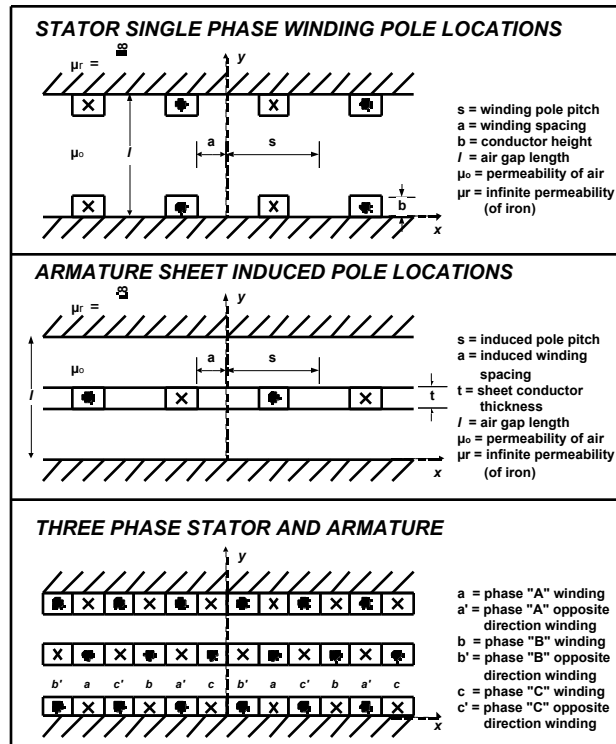 STATOR SINGLE PHASE WINDING POLE LOCATIONS
μr = ∞
y
a
s
μo
l
b
x
s = winding pole pitch
a = winding spacing
b = conductor height
l = air gap length
μo = permeability of air
μr = infinite permeability
(of iron)
ARMATURE SHEET INDUCED POLE LOCATIONS
μr = ∞
y
a
s
μo
l
t
x
s = induced pole pitch
a = induced winding
spacing
t = sheet conductor
thickness
l = air gap length
μo = permeability of air
μr = infinite permeability
(of iron)
THREE PHASE STATOR AND ARMATURE
y
b' a c' b a' c b' a c' b a' c
x
a = phase "A" winding
a' = phase "A" opposite
direction winding
b = phase "B" winding
b' = phase "B" opposite
direction winding
c = phase "C" winding
c' = phase "C" opposite
direction winding